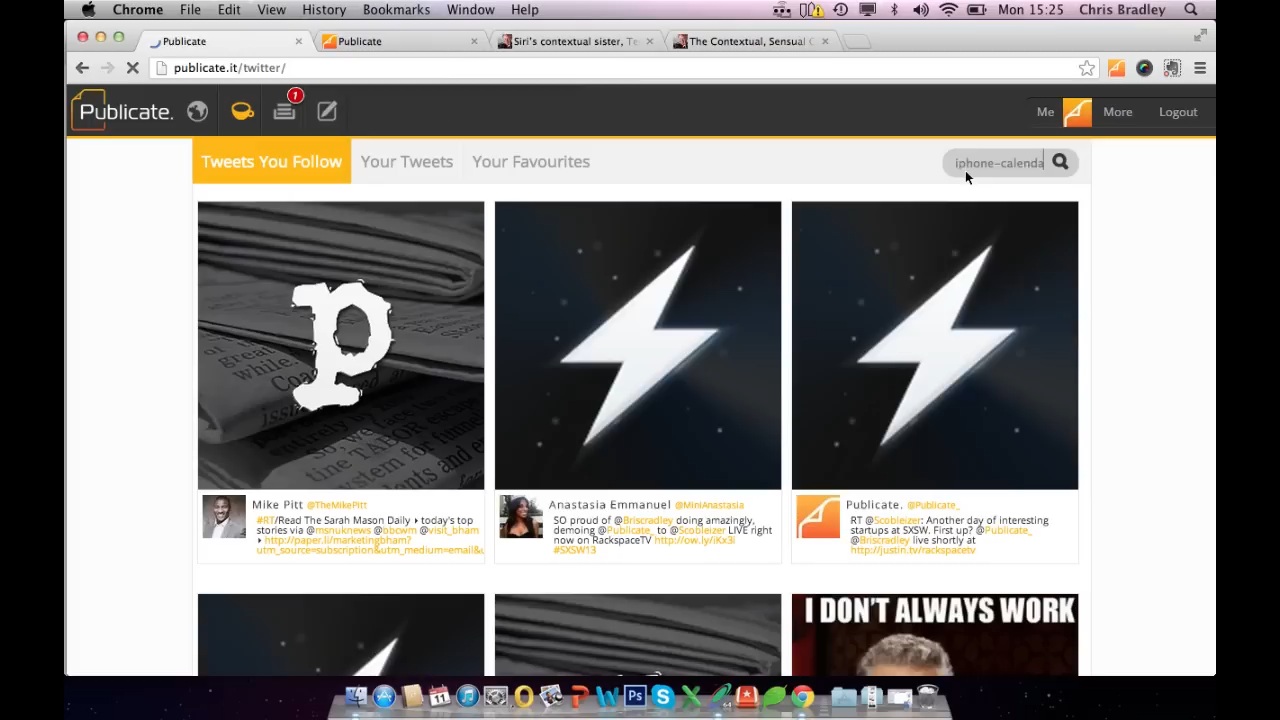 Chrome File Edit View History Bookmarks Window Help Mon 15:25 Chris Bradley
Publicate Publicate Siri's contextual sister, Te The Contextual, Sensual C
publicate.it/twitter/
Publicate. 1 Me More Logout
Tweets You Follow Your Tweets Your Favourites iphone-calenda
Mike Pitt @TheMikePitt
#RT/Read The Sarah Mason Daily ▸ today's top
stories via @msnuknews @bbcwm @visit_bham
▸ http://paper.li/marketingbham?
utm_source=subscription&utm_medium=email&u
Anastasia Emmanuel @MiniAnastasia
SO proud of @Briscradley doing amazingly,
demoing @Publicate_ to @Scobleizer LIVE right
now on RackspaceTV http://ow.ly/iKx3i
#SXSW13
Publicate. @Publicate_
RT @Scobleizer: Another day of interesting
startups at SXSW. First up? @Publicate_
@Briscradley live shortly at
http://justin.tv/rackspacetv
I DON'T ALWAYS WORK